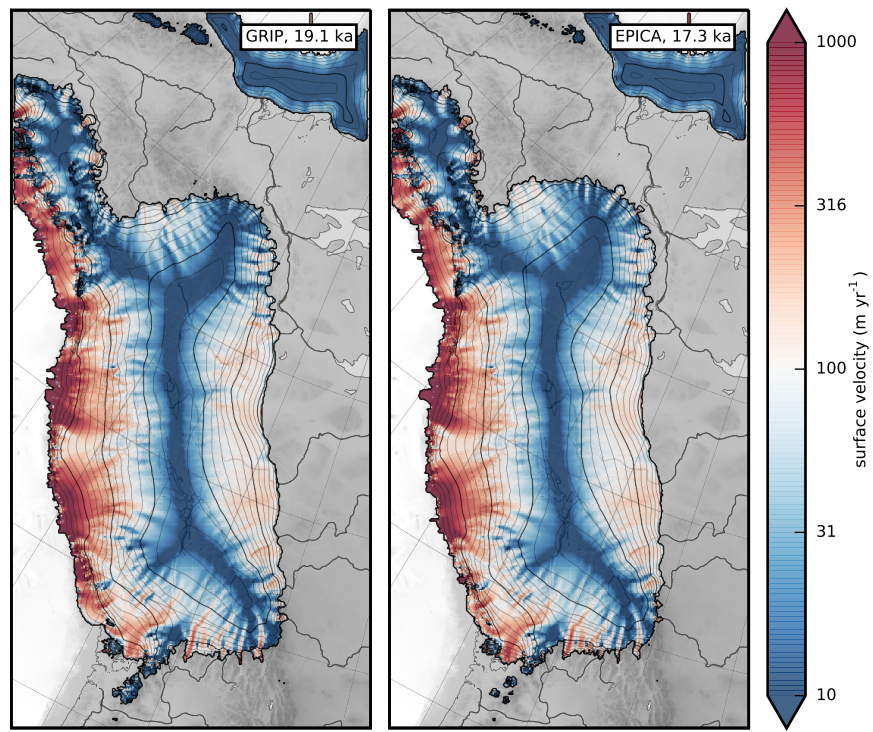 GRIP, 19.1 ka
EPICA, 17.3 ka
1000
316
100
31
10
surface velocity (m yr⁻¹)